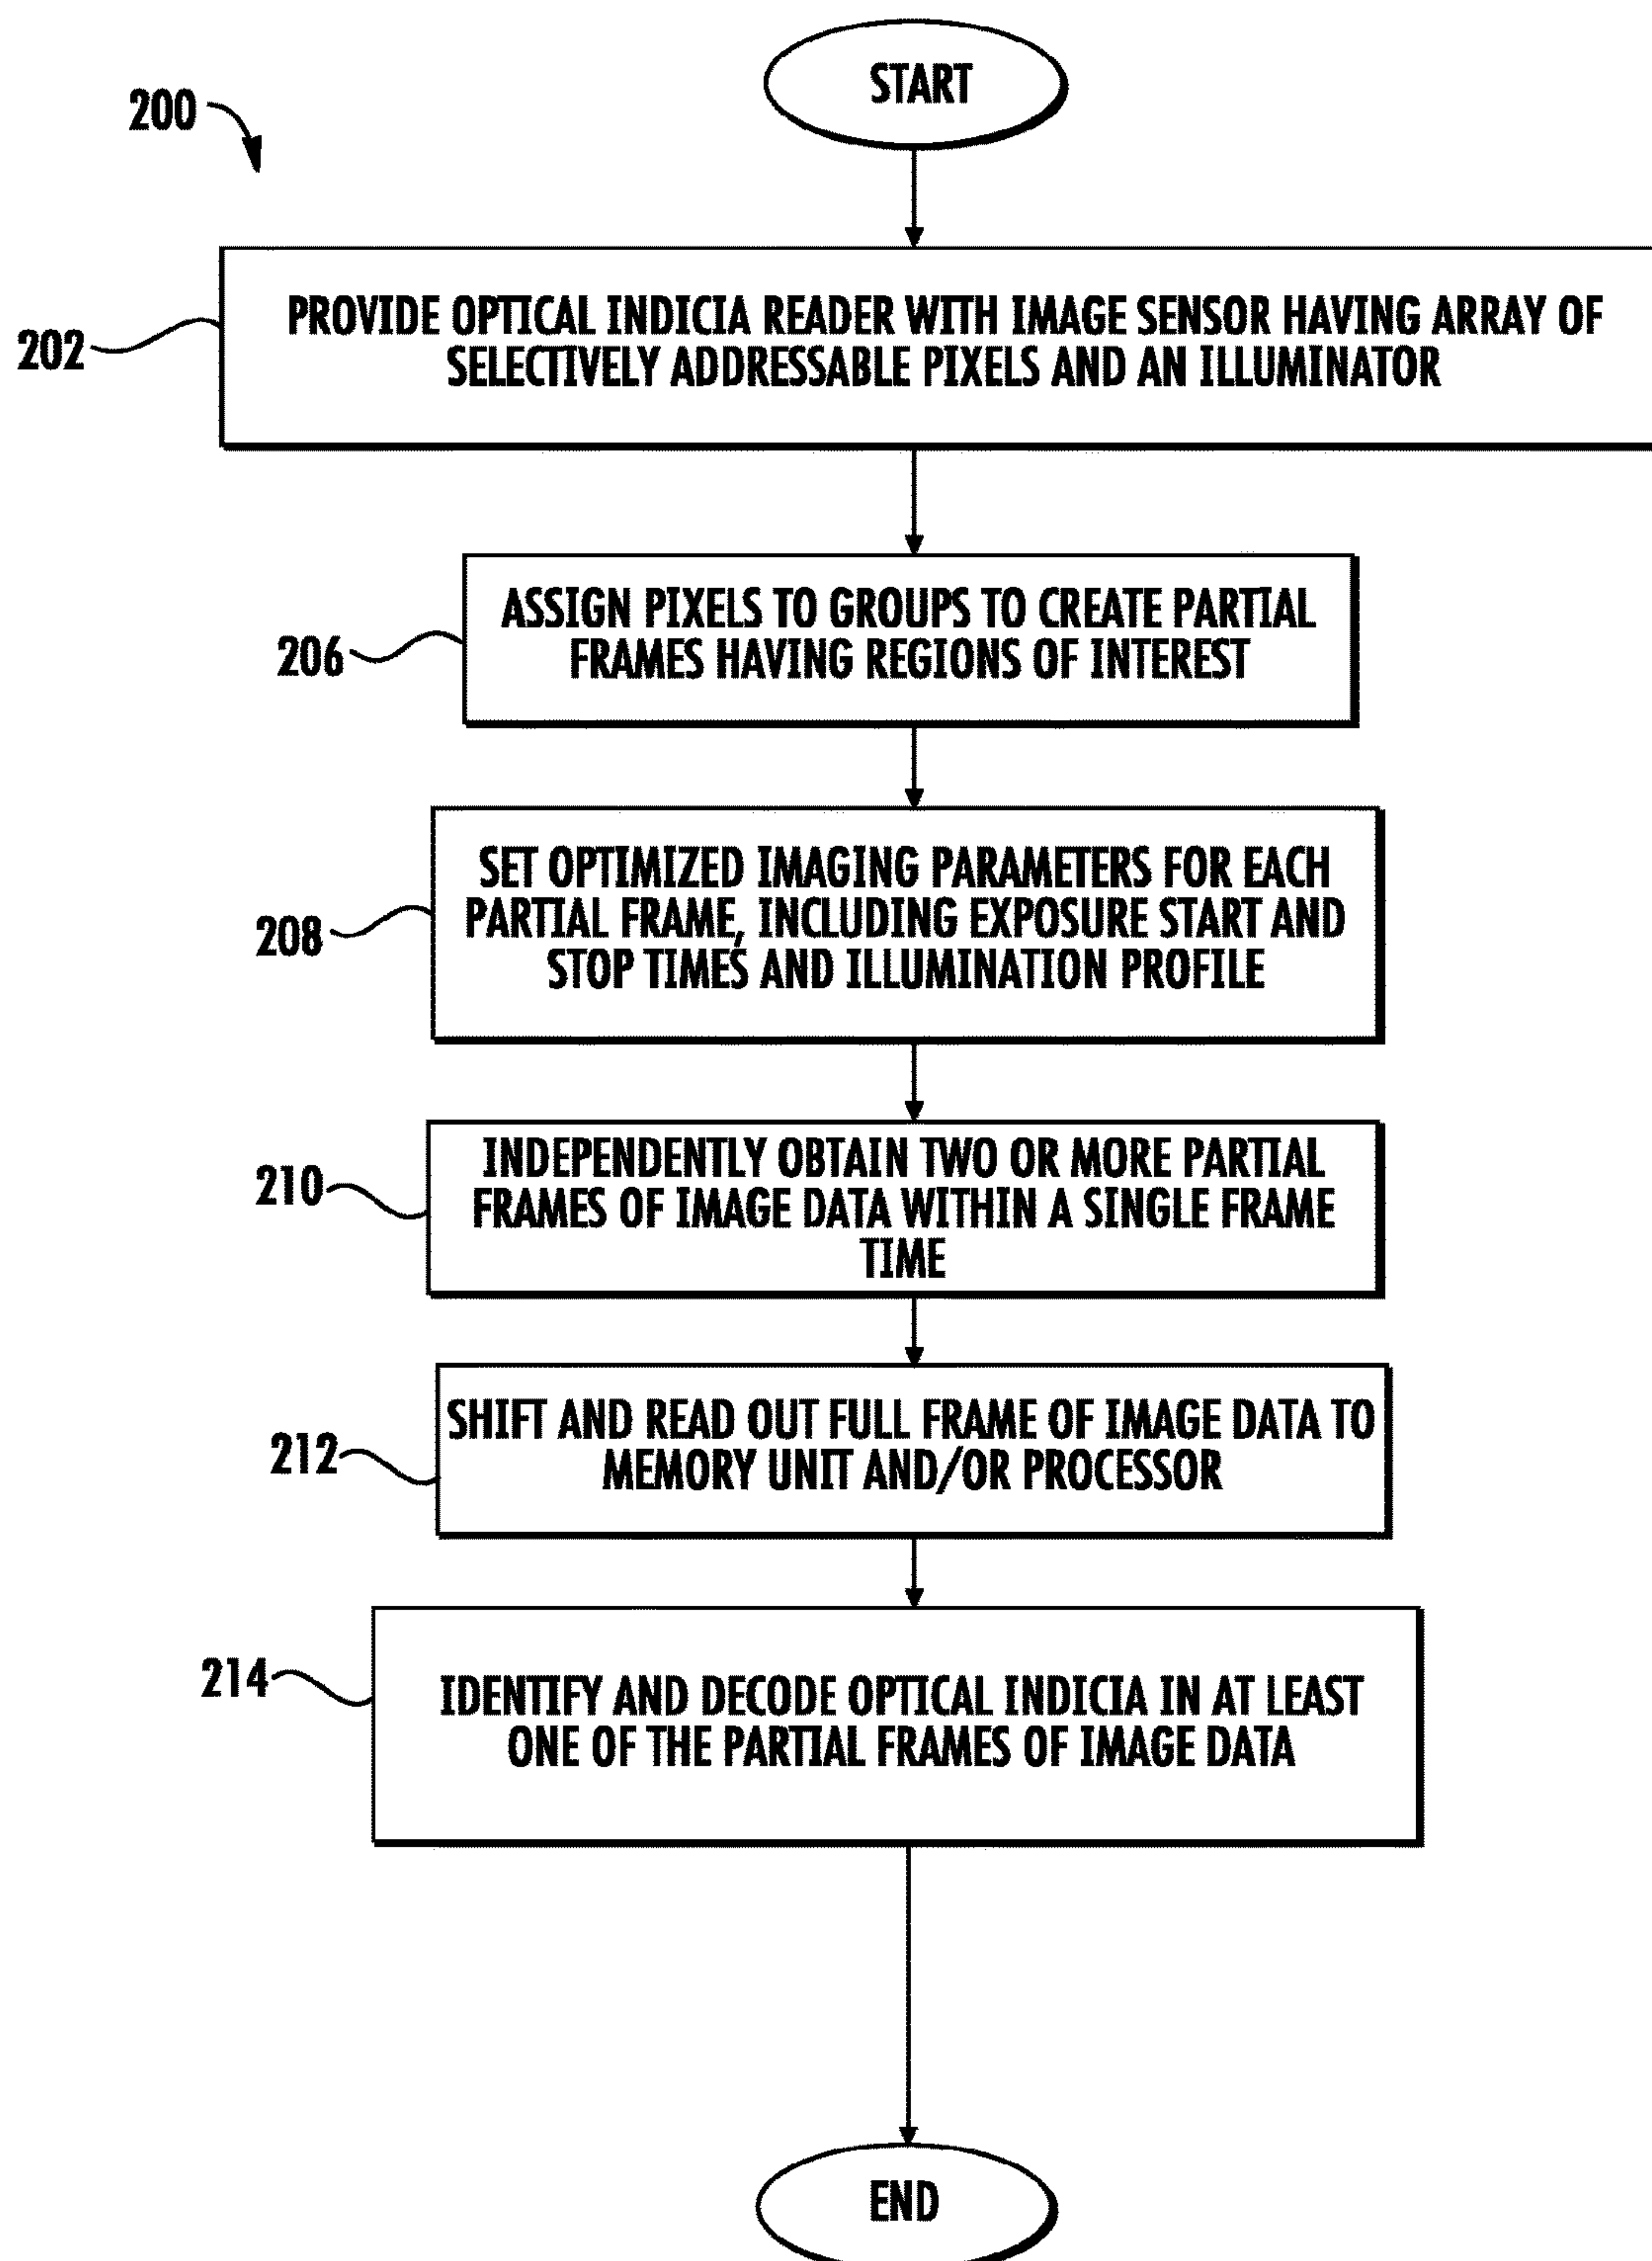 START
200
202
PROVIDE OPTICAL INDICIA READER WITH IMAGE SENSOR HAVING ARRAY OF
SELECTIVELY ADDRESSABLE PIXELS AND AN ILLUMINATOR
206
ASSIGN PIXELS TO GROUPS TO CREATE PARTIAL
FRAMES HAVING REGIONS OF INTEREST
208
SET OPTIMIZED IMAGING PARAMETERS FOR EACH
PARTIAL FRAME, INCLUDING EXPOSURE START AND
STOP TIMES AND ILLUMINATION PROFILE
210
INDEPENDENTLY OBTAIN TWO OR MORE PARTIAL
FRAMES OF IMAGE DATA WITHIN A SINGLE FRAME
TIME
212
SHIFT AND READ OUT FULL FRAME OF IMAGE DATA TO
MEMORY UNIT AND/OR PROCESSOR
214
IDENTIFY AND DECODE OPTICAL INDICIA IN AT LEAST
ONE OF THE PARTIAL FRAMES OF IMAGE DATA
END